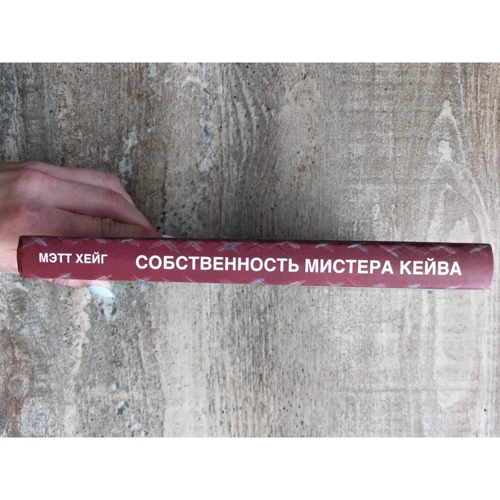 МЭТТ ХЕЙГ СОБСТВЕННОСТЬ МИСТЕРА КЕЙВА